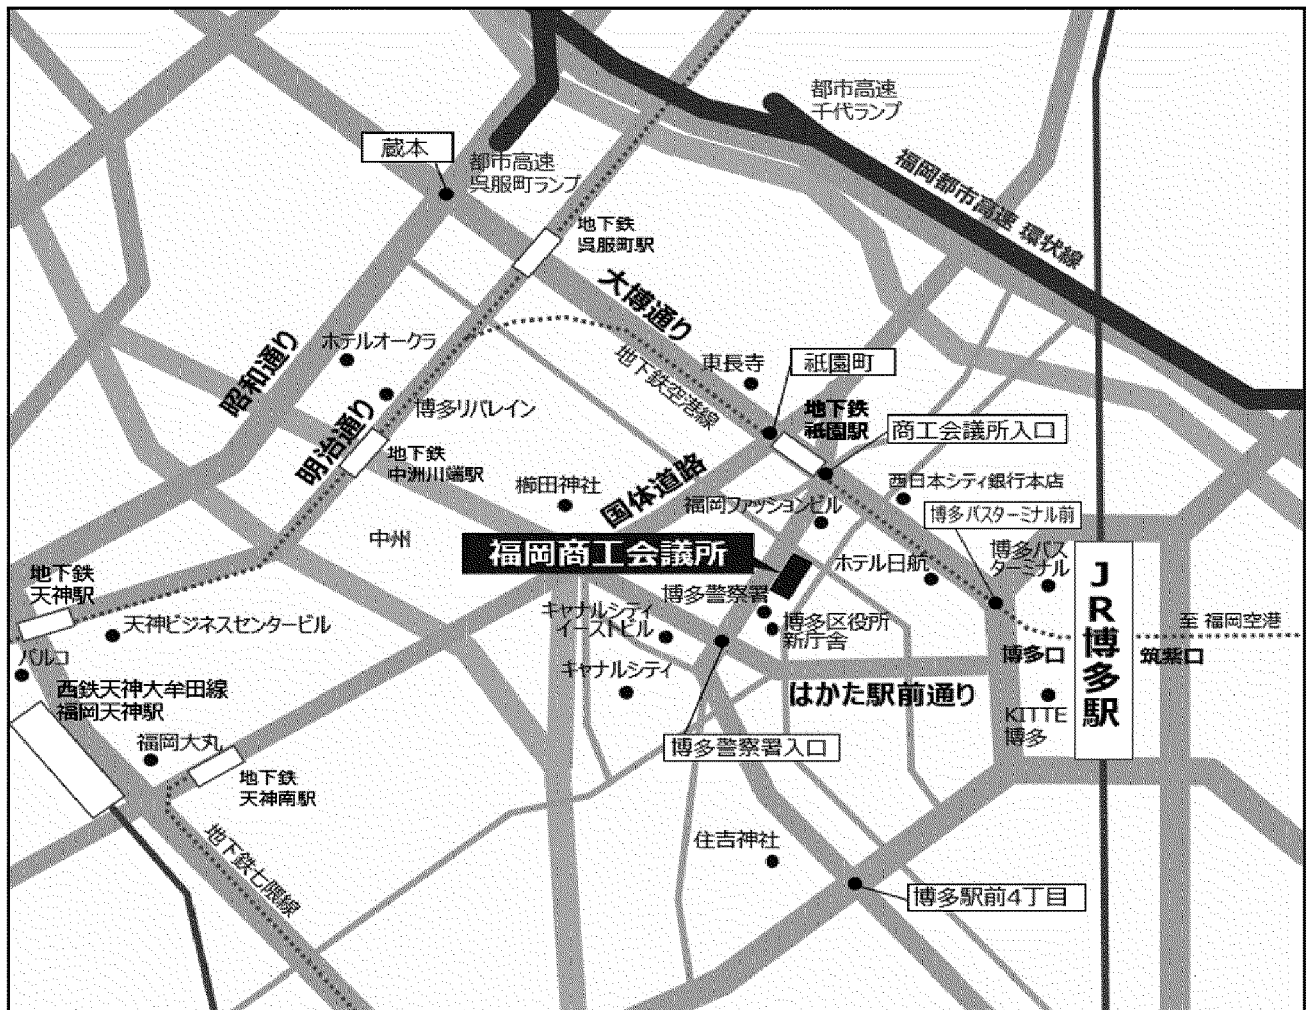 都市高速
千代ランプ
蔵本
都市高速
呉服町ランプ
福岡都市高速 環状線
地下鉄
呉服町駅
大博通り
昭和通り
ホテルオークラ
東長寺
祇園町
地下鉄空港線
明治通り
博多リバレイン
地下鉄
祇園駅
商工会議所入口
地下鉄
中洲川端駅
櫛田神社
国体道路
福岡ファッションビル
西日本シティ銀行本店
博多バスターミナル前
中州
福岡商工会議所
ホテル日航
博多バス
ターミナル
JR博多駅
地下鉄
天神駅
博多警察署
キャナルシティ
イーストビル
博多区役所
新庁舎
至 福岡空港
天神ビジネスセンタービル
パルコ
博多口
筑紫口
キャナルシティ
はかた駅前通り
西鉄天神大牟田線
福岡天神駅
KITTE
博多
福岡大丸
博多警察署入口
地下鉄
天神南駅
地下鉄七隈線
住吉神社
博多駅前4丁目